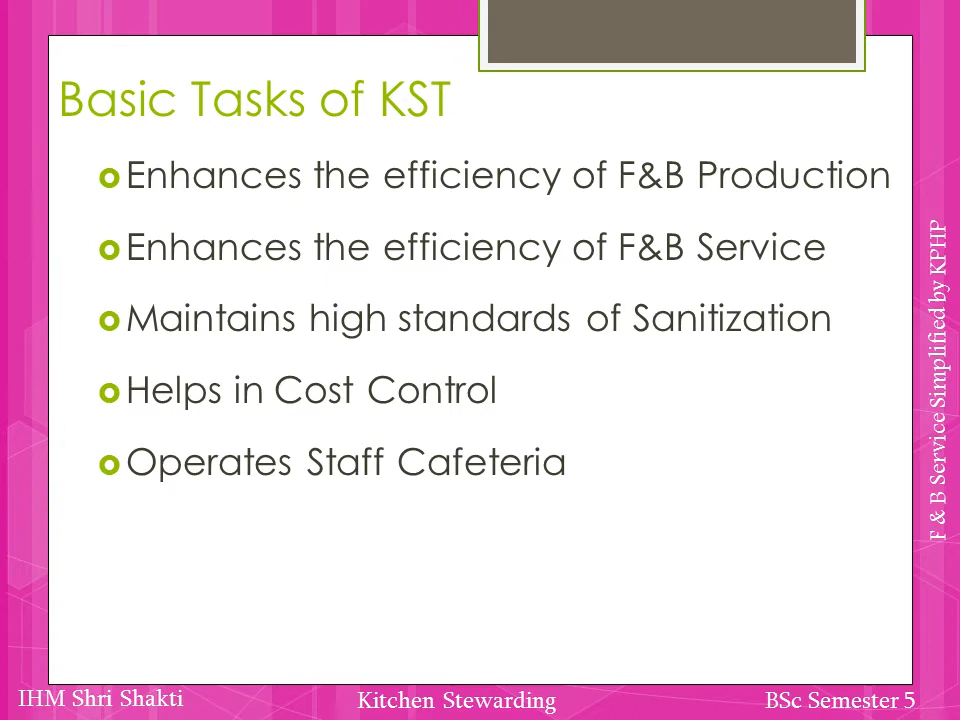 Basic Tasks of KST
Enhances the efficiency of F&B Production
Enhances the efficiency of F&B Service
Maintains high standards of Sanitization
Helps in Cost Control
Operates Staff Cafeteria
F & B Service Simplified by KPHP
IHM Shri Shakti
Kitchen Stewarding
BSc Semester 5